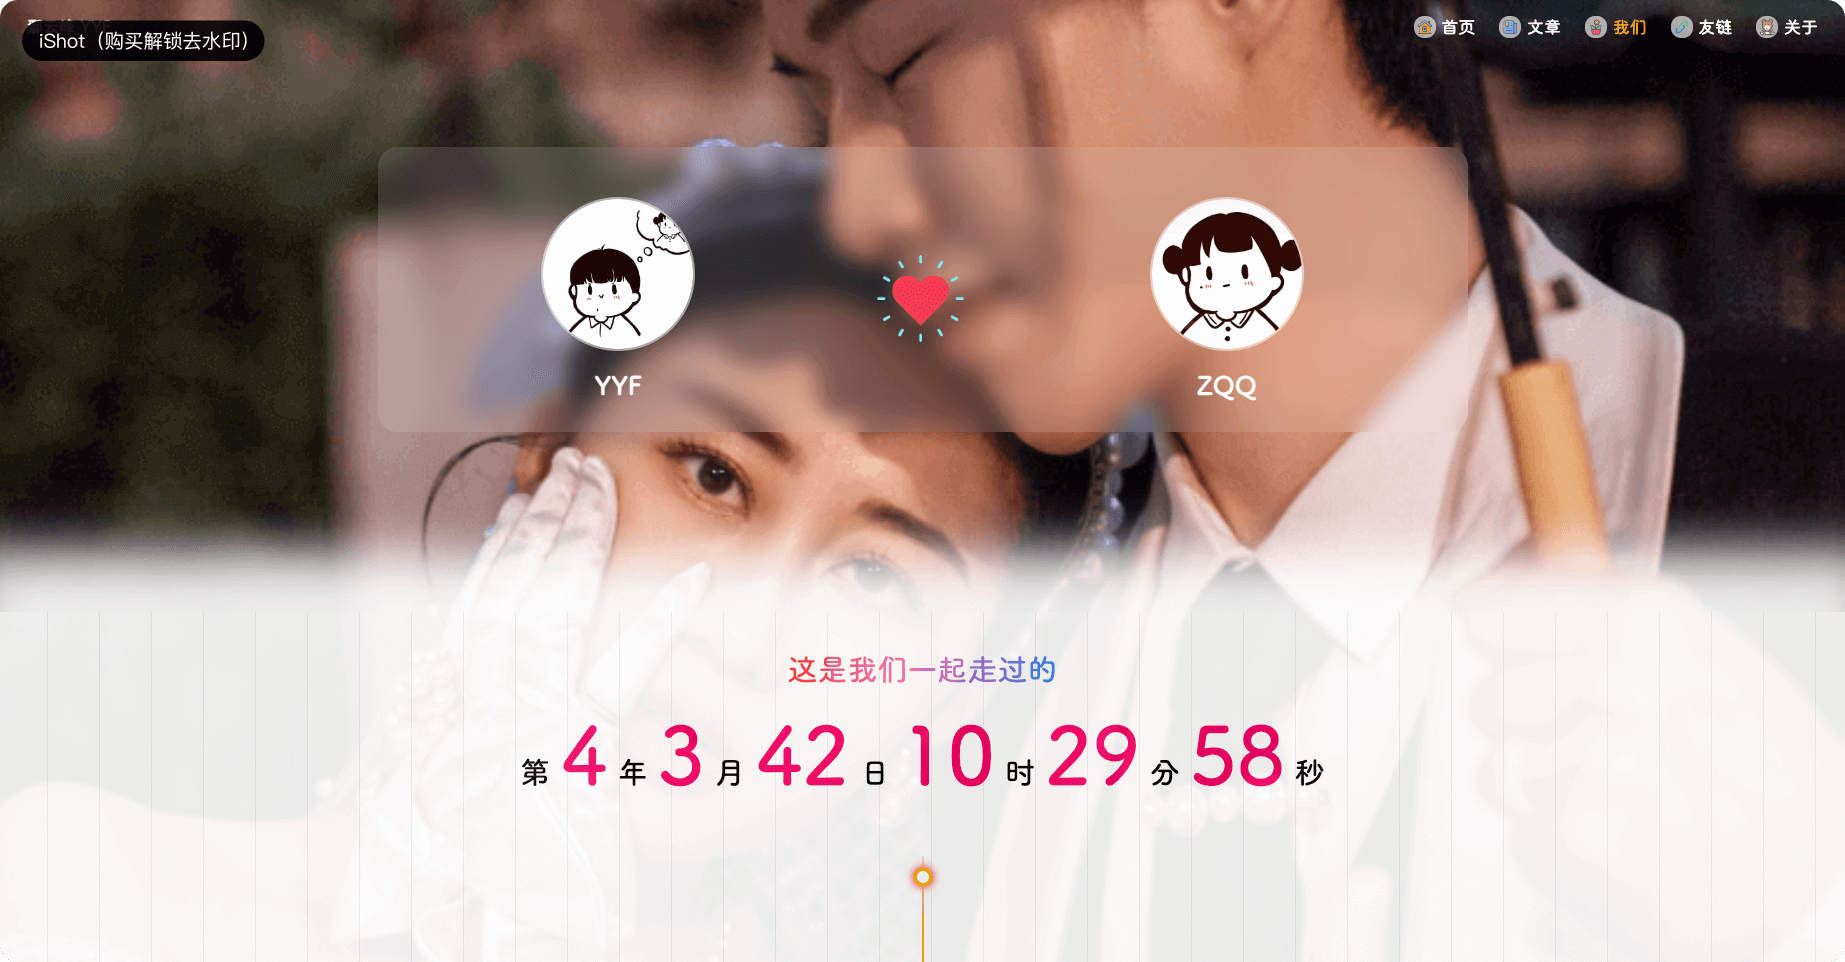 iShot（购买解锁去水印）
首页 文章 我们 友链 关于
YYF
ZQQ
这是我们一起走过的
第 4 年 3 月 42 日 10 时 29 分 58 秒